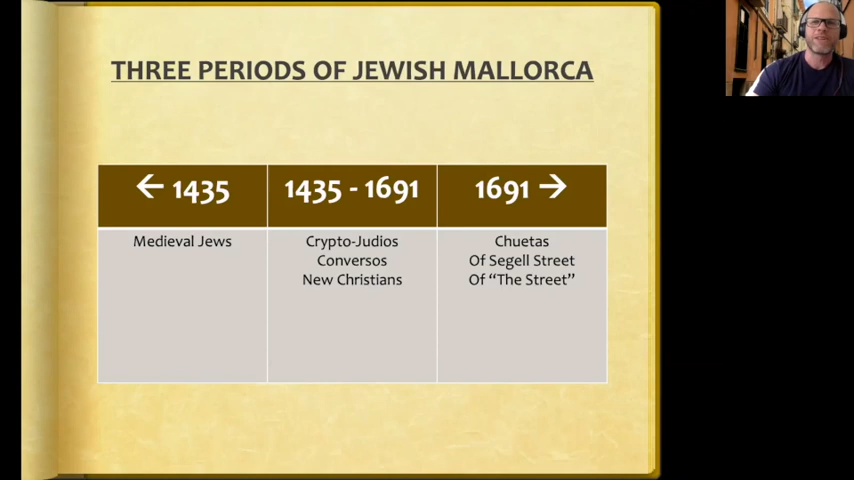 THREE PERIODS OF JEWISH MALLORCA
← 1435
1435 - 1691
1691 →
Medieval Jews
Crypto-Judios
Conversos
New Christians
Chuetas
Of Segell Street
Of “The Street”